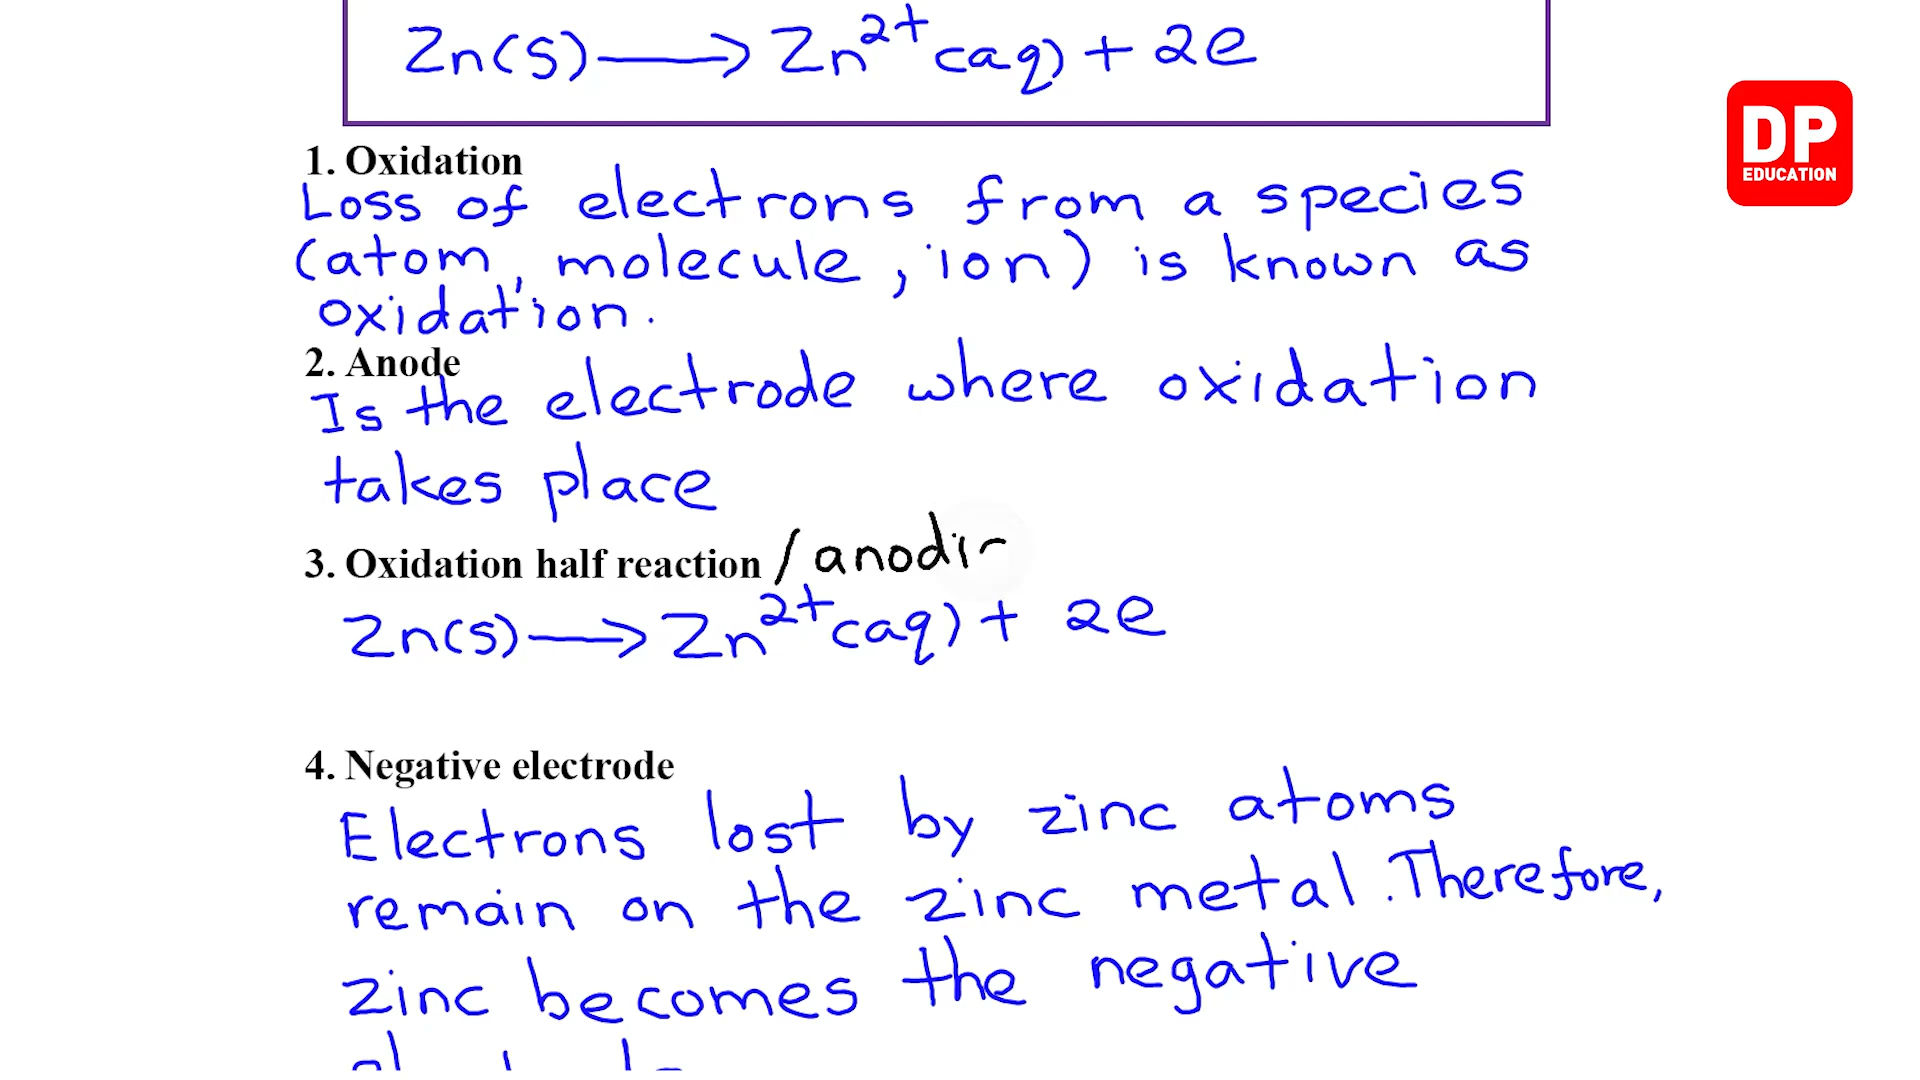 Zn(s) → Zn²⁺(aq) + 2e
DP
EDUCATION
1. Oxidation
Loss of electrons from a species
(atom, molecule, ion) is known as
oxidation.
2. Anode
Is the electrode where oxidation
takes place
3. Oxidation half reaction /
Zn(s) → Zn²⁺(aq) + 2e
4. Negative electrode
Electrons lost by zinc atoms
remain on the zinc metal. Therefore,
zinc becomes the negative